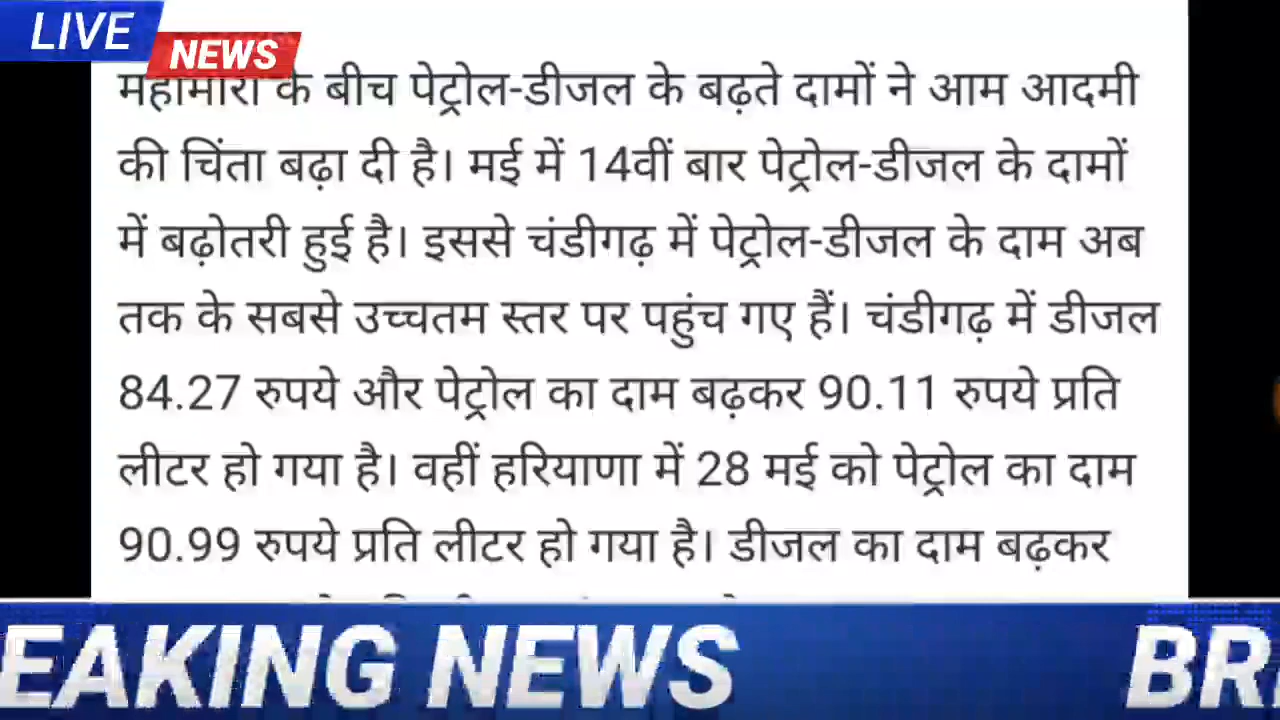 LIVE
NEWS
महामारी के बीच पेट्रोल-डीजल के बढ़ते दामों ने आम आदमी
की चिंता बढ़ा दी है। मई में 14वीं बार पेट्रोल-डीजल के दामों
में बढ़ोतरी हुई है। इससे चंडीगढ़ में पेट्रोल-डीजल के दाम अब
तक के सबसे उच्चतम स्तर पर पहुंच गए हैं। चंडीगढ़ में डीजल
84.27 रुपये और पेट्रोल का दाम बढ़कर 90.11 रुपये प्रति
लीटर हो गया है। वहीं हरियाणा में 28 मई को पेट्रोल का दाम
90.99 रुपये प्रति लीटर हो गया है। डीजल का दाम बढ़कर
EAKING NEWS BR